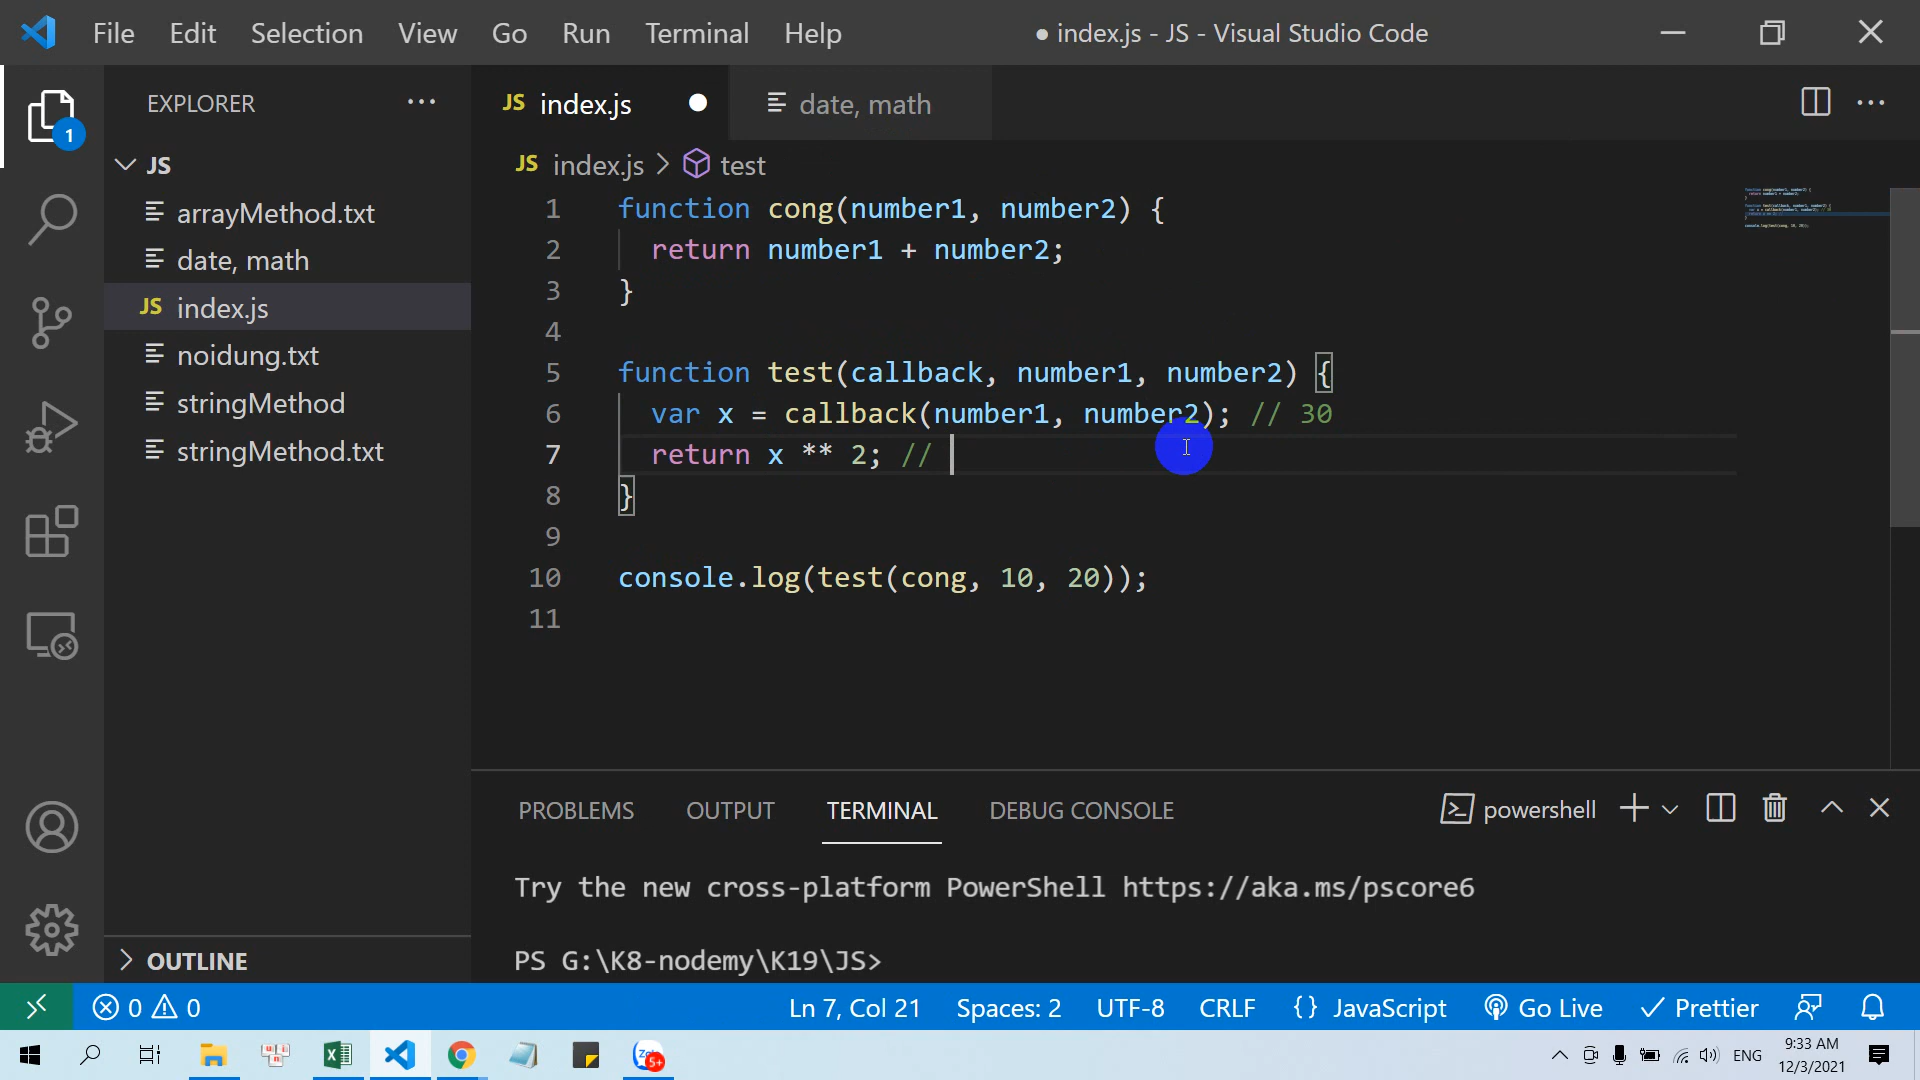 File Edit Selection View Go Run Terminal Help ● index.js - JS - Visual Studio Code
EXPLORER ···
JS index.js ● date, math
1
JS index.js > test
JS
arrayMethod.txt
date, math
JS index.js
noidung.txt
stringMethod
stringMethod.txt
1 function cong(number1, number2) {
2 return number1 + number2;
3 }
4
5 function test(callback, number1, number2) {
6 var x = callback(number1, number2); // 30
7 return x ** 2; //
8 }
9
10 console.log(test(cong, 10, 20));
11
OUTLINE
PROBLEMS OUTPUT TERMINAL DEBUG CONSOLE powershell
Try the new cross-platform PowerShell https://aka.ms/pscore6
PS G:\K8-nodemy\K19\JS>
0 0 Ln 7, Col 21 Spaces: 2 UTF-8 CRLF {} JavaScript Go Live Prettier
5+
ENG
9:33 AM
12/3/2021